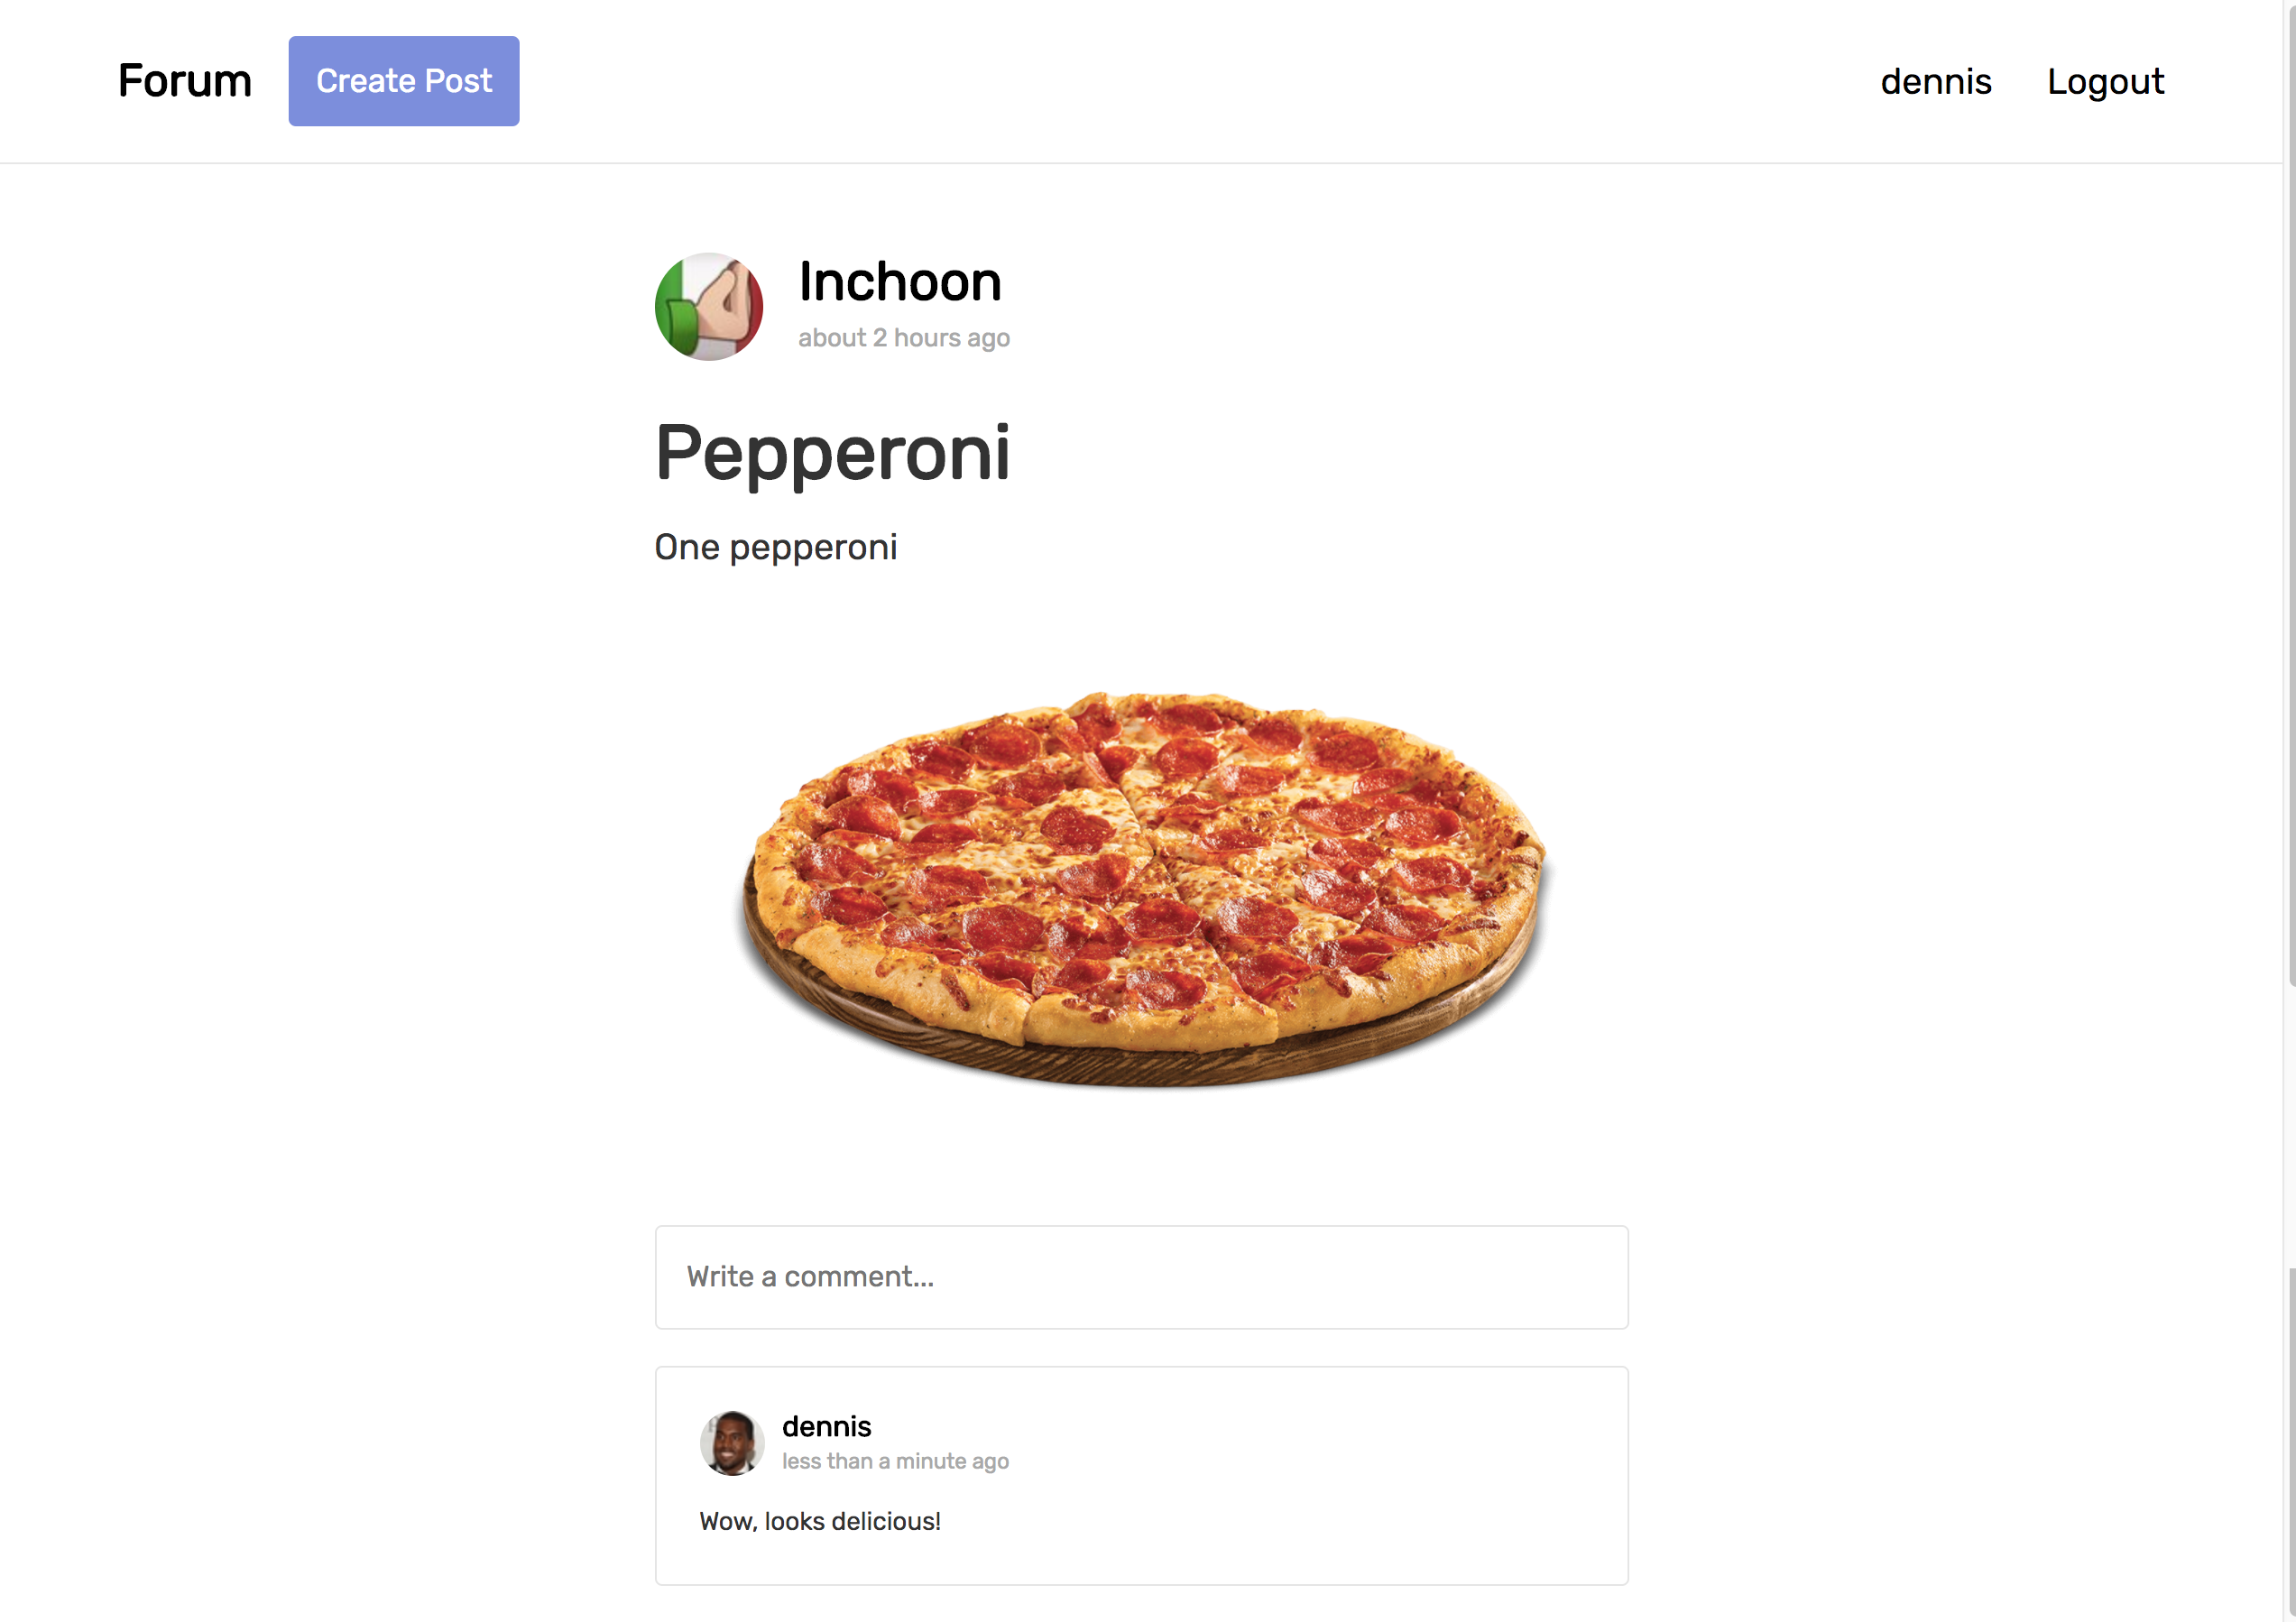 Forum Create Post dennis Logout
Inchoon
about 2 hours ago
Pepperoni
One pepperoni
Write a comment...
dennis
less than a minute ago
Wow, looks delicious!